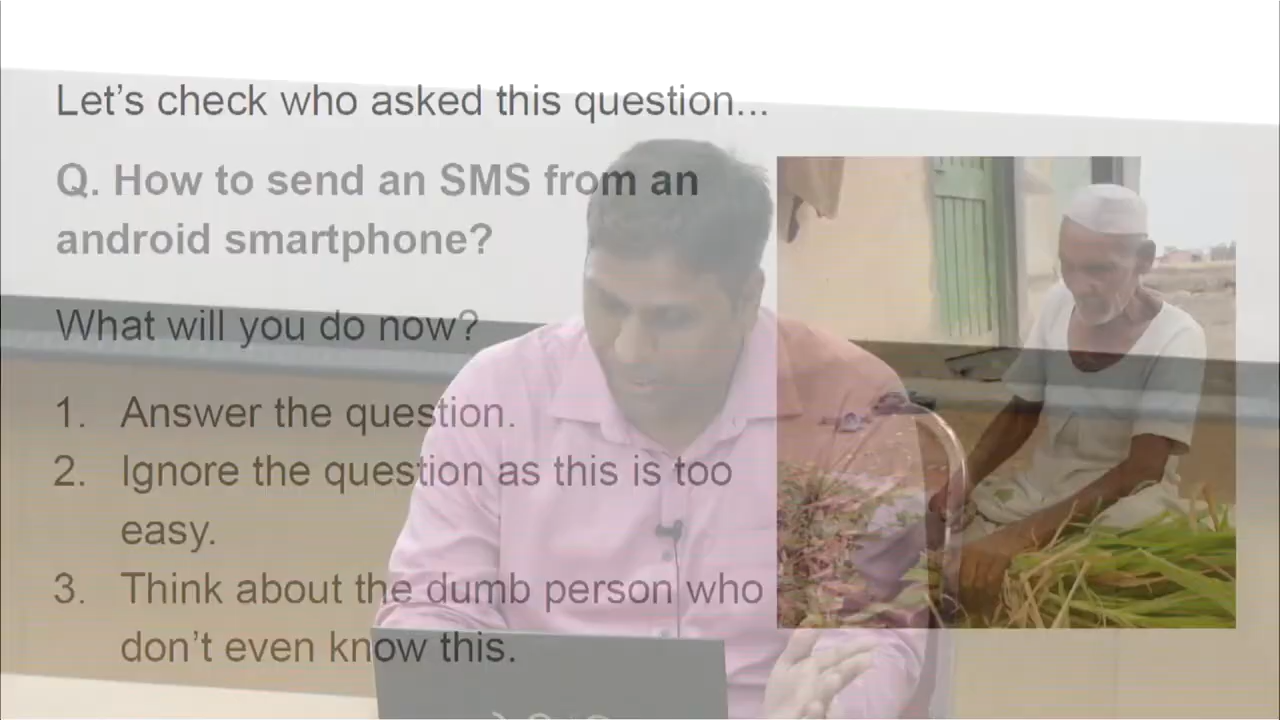 Let's check who asked this question...
Q. How to send an SMS from an
android smartphone?
What will you do now?
1. Answer the question.
2. Ignore the question as this is too
easy.
3. Think about the dumb person who
don't even know this.